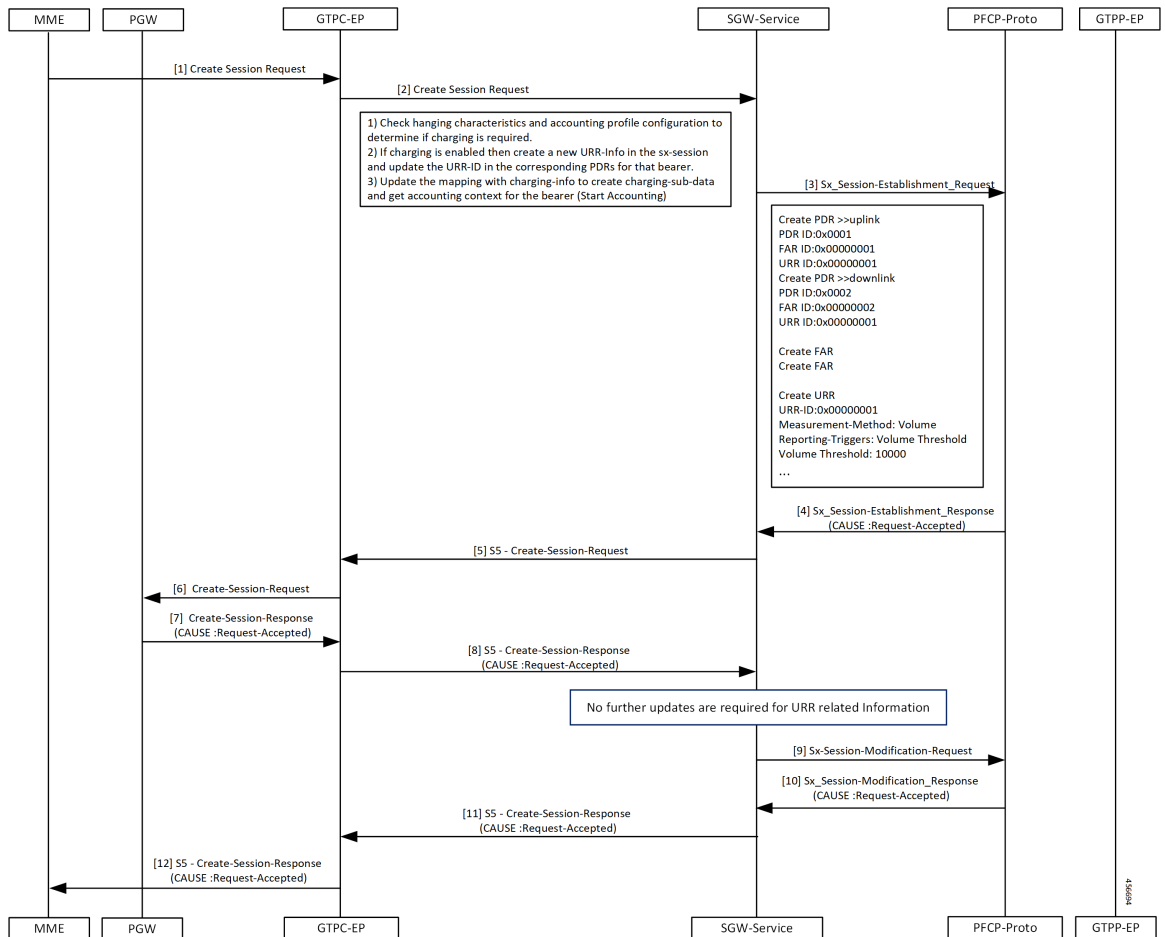 MME
PGW
GTPC-EP
SGW-Service
PFCP-Proto
GTPP-EP
[1] Create Session Request
[2] Create Session Request
1) Check hanging characteristics and accounting profile configuration to
determine if charging is required.
2) If charging is enabled then create a new URR-Info in the sx-session
and update the URR-ID in the corresponding PDRs for that bearer.
3) Update the mapping with charging-info to create charging-sub-data
and get accounting context for the bearer (Start Accounting)
[3] Sx_Session-Establishment_Request
Create PDR >>uplink
PDR ID:0x0001
FAR ID:0x00000001
URR ID:0x00000001
Create PDR >>downlink
PDR ID:0x0002
FAR ID:0x00000002
URR ID:0x00000001
Create FAR
Create FAR
Create URR
URR-ID:0x00000001
Measurement-Method: Volume
Reporting-Triggers: Volume Threshold
Volume Threshold: 10000
...
[4] Sx_Session-Establishment_Response
(CAUSE :Request-Accepted)
[5] S5 - Create-Session-Request
[6] Create-Session-Request
[7] Create-Session-Response
(CAUSE :Request-Accepted)
[8] S5 - Create-Session-Response
(CAUSE :Request-Accepted)
No further updates are required for URR related Information
[9] Sx-Session-Modification-Request
[10] Sx_Session-Modification_Response
(CAUSE :Request-Accepted)
[11] S5 - Create-Session-Response
(CAUSE :Request-Accepted)
[12] S5 - Create-Session-Response
(CAUSE :Request-Accepted)
456694
MME
PGW
GTPC-EP
SGW-Service
PFCP-Proto
GTPP-EP